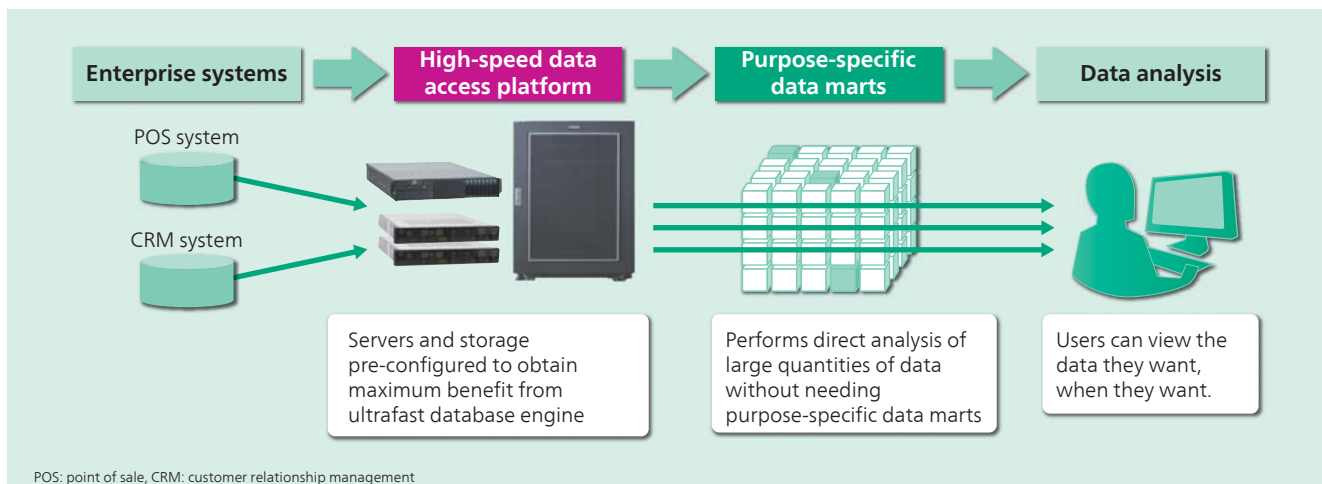 Enterprise systems
High-speed data
access platform
Purpose-specific
data marts
Data analysis
POS system
CRM system
Servers and storage
pre-configured to obtain
maximum benefit from
ultrafast database engine
Performs direct analysis of
large quantities of data
without needing
purpose-specific data marts
Users can view the
data they want,
when they want.
POS: point of sale, CRM: customer relationship management